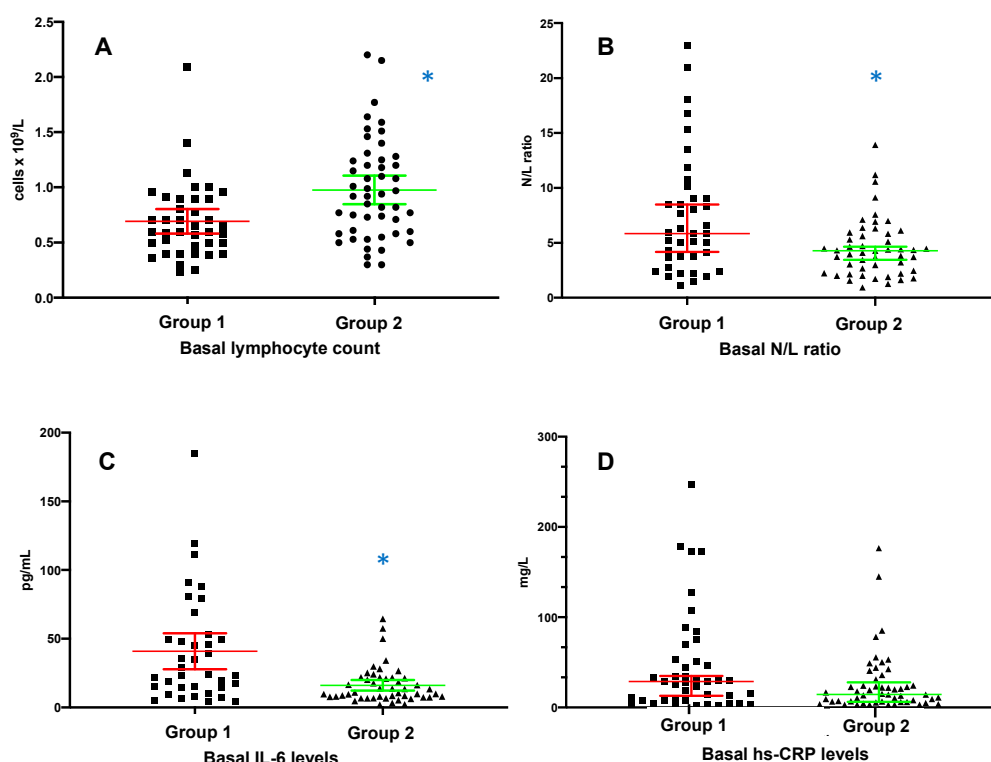 A
cells x 10⁹/L
2.5
2.0
1.5
1.0
0.5
0.0
*
Group 1
Group 2
Basal lymphocyte count
B
N/L ratio
25
20
15
10
5
0
*
Group 1
Group 2
Basal N/L ratio
C
pg/mL
200
150
100
50
0
*
Group 1
Group 2
Basal IL-6 levels
D
mg/L
300
200
100
0
Group 1
Group 2
Basal hs-CRP levels